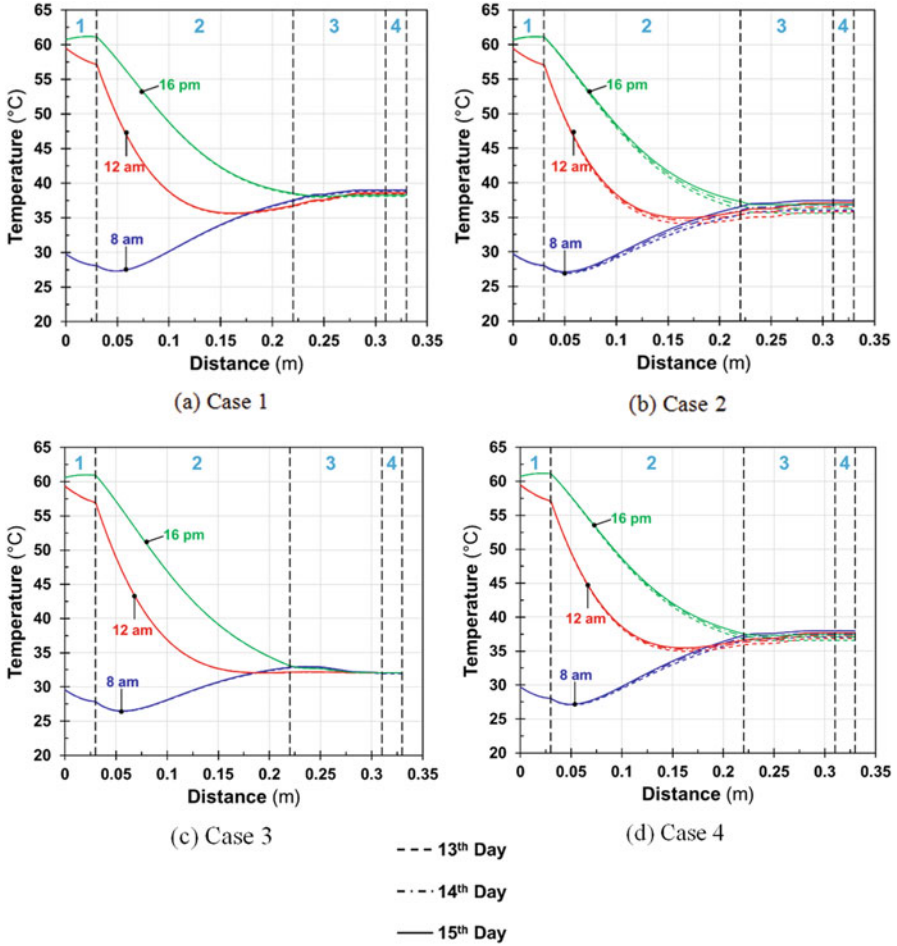 65
60
55
50
45
40
35
30
25
20
Temperature (°C)
1 2 3 4
16 pm
12 am
8 am
0 0.05 0.1 0.15 0.2 0.25 0.3 0.35
Distance (m)
(a) Case 1
65
60
55
50
45
40
35
30
25
20
Temperature (°C)
1 2 3 4
16 pm
12 am
8 am
0 0.05 0.1 0.15 0.2 0.25 0.3 0.35
Distance (m)
(b) Case 2
65
60
55
50
45
40
35
30
25
20
Temperature (°C)
1 2 3 4
16 pm
12 am
8 am
0 0.05 0.1 0.15 0.2 0.25 0.3 0.35
Distance (m)
(c) Case 3
65
60
55
50
45
40
35
30
25
20
Temperature (°C)
1 2 3 4
16 pm
12 am
8 am
0 0.05 0.1 0.15 0.2 0.25 0.3 0.35
Distance (m)
(d) Case 4
13th Day
14th Day
15th Day